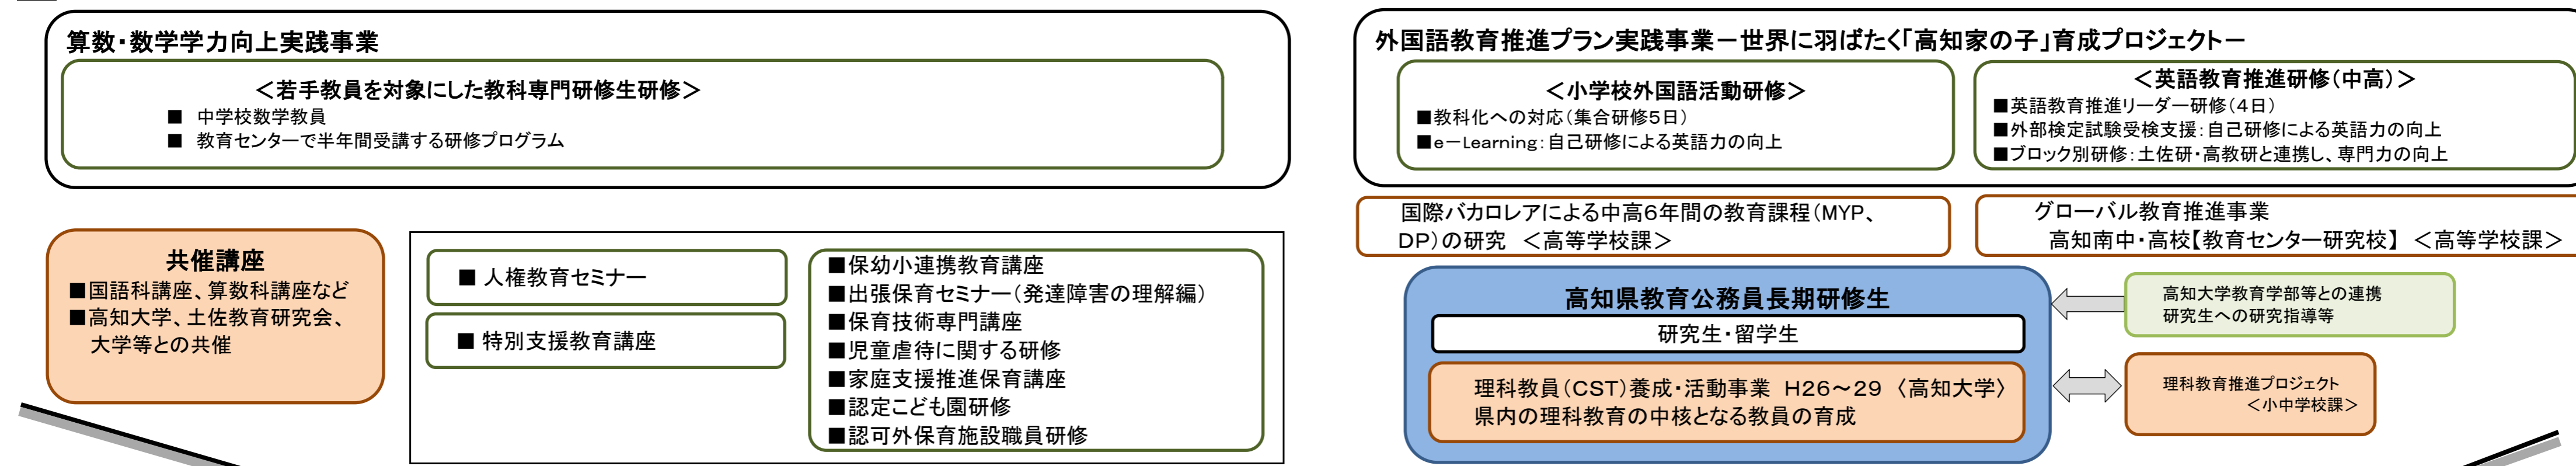 算数・数学学力向上実践事業
＜若手教員を対象にした教科専門研修生研修＞
■ 中学校数学教員
■ 教育センターで半年間受講する研修プログラム
外国語教育推進プラン実践事業－世界に羽ばたく「高知家の子」育成プロジェクト－
＜小学校外国語活動研修＞
■教科化への対応（集合研修５日）
■ｅ－Learning：自己研修による英語力の向上
＜英語教育推進研修（中高）＞
■英語教育推進リーダー研修（４日）
■外部検定試験受検支援：自己研修による英語力の向上
■ブロック別研修：土佐研・高教研と連携し、専門力の向上
国際バカロレアによる中高６年間の教育課程（MYP、
DP）の研究 ＜高等学校課＞
グローバル教育推進事業
高知南中・高校【教育センター研究校】 ＜高等学校課＞
共催講座
■国語科講座、算数科講座など
■高知大学、土佐教育研究会、
大学等との共催
■ 人権教育セミナー
■ 特別支援教育講座
■保幼小連携教育講座
■出張保育セミナー（発達障害の理解編）
■保育技術専門講座
■児童虐待に関する研修
■家庭支援推進保育講座
■認定こども園研修
■認可外保育施設職員研修
高知県教育公務員長期研修生
研究生・留学生
理科教員（CST）養成・活動事業 H26～29 〈高知大学〉
県内の理科教育の中核となる教員の育成
高知大学教育学部等との連携
研究生への研究指導等
理科教育推進プロジェクト
＜小中学校課＞